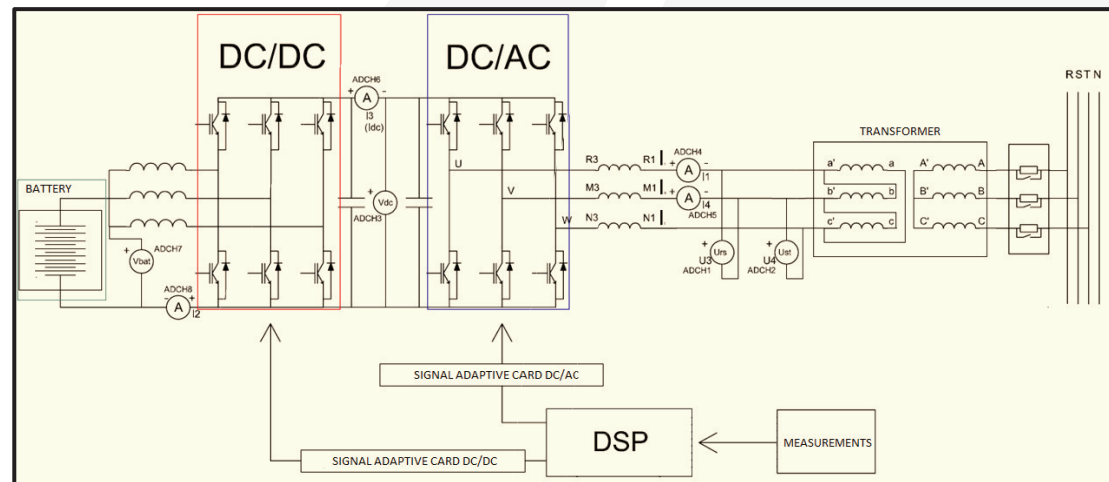 DC/DC
DC/AC
ADCH6
+ A -
I3
(Idc)
R S T N
TRANSFORMER
ADCH4
U
R3
R1
+ A -
I1
a'
a
A'
A
BATTERY
V
M3
M1
+ A -
I4
ADCH5
b'
b
B'
B
+
Vdc
ADCH3
W
N3
N1
c'
c
C'
C
+
Vbat
ADCH7
+
Urs
U3
ADCH1
+
Ust
U4
ADCH2
ADCH8
- A +
I2
SIGNAL ADAPTIVE CARD DC/AC
DSP
MEASUREMENTS
SIGNAL ADAPTIVE CARD DC/DC